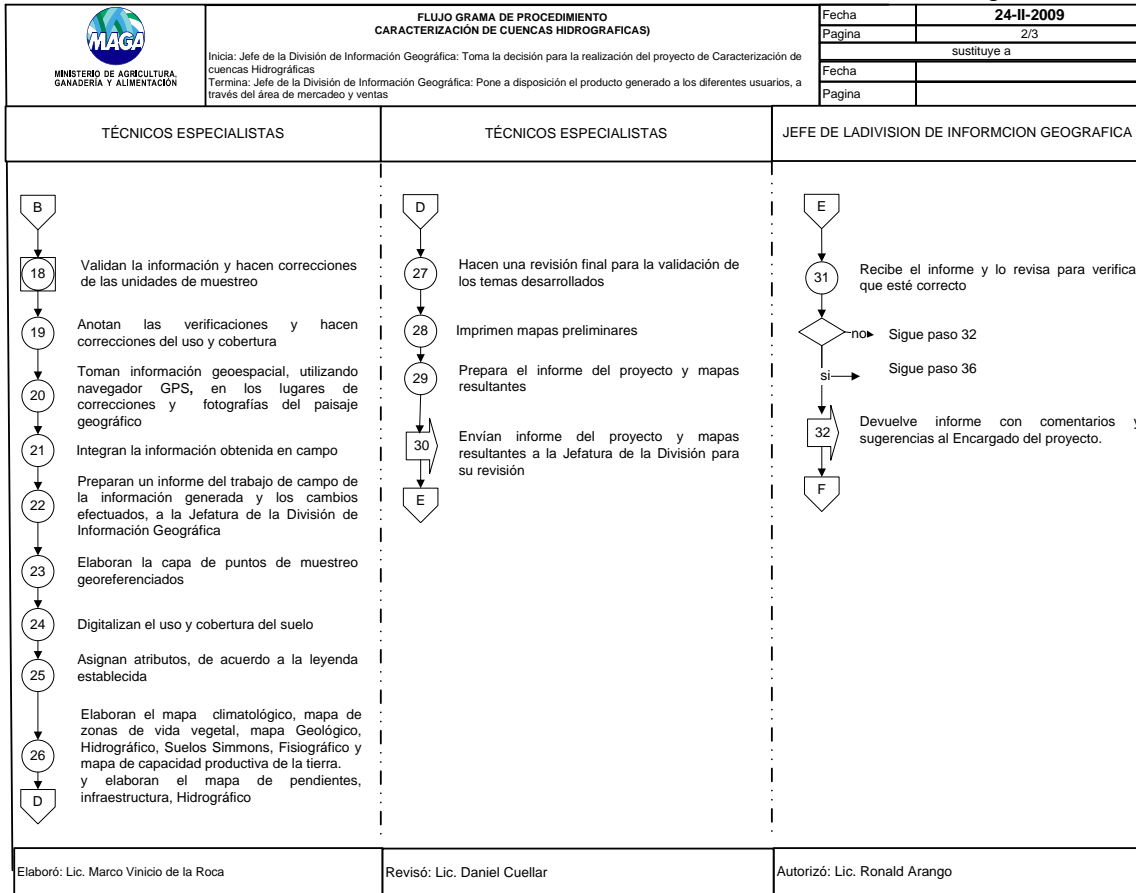 MAGA
MINISTERIO DE AGRICULTURA,
GANADERÍA Y ALIMENTACIÓN
FLUJO GRAMA DE PROCEDIMIENTO
CARACTERIZACIÓN DE CUENCAS HIDROGRAFICAS)
Inicia: Jefe de la División de Información Geográfica: Toma la decisión para la realización del proyecto de Caracterización de
cuencas Hidrográficas
Termina: Jefe de la División de Información Geográfica: Pone a disposición el producto generado a los diferentes usuarios, a
través del área de mercadeo y ventas
Fecha 24-II-2009
Pagina 2/3
sustituye a
Fecha
Pagina
TÉCNICOS ESPECIALISTAS
TÉCNICOS ESPECIALISTAS
JEFE DE LADIVISION DE INFORMCION GEOGRAFICA
B
18 Validan la información y hacen correcciones
de las unidades de muestreo
19 Anotan las verificaciones y hacen
correcciones del uso y cobertura
20 Toman información geoespacial, utilizando
navegador GPS, en los lugares de
correcciones y fotografías del paisaje
geográfico
21 Integran la información obtenida en campo
22 Preparan un informe del trabajo de campo de
la información generada y los cambios
efectuados, a la Jefatura de la División de
Información Geográfica
23 Elaboran la capa de puntos de muestreo
georeferenciados
24 Digitalizan el uso y cobertura del suelo
25 Asignan atributos, de acuerdo a la leyenda
establecida
26 Elaboran el mapa climatológico, mapa de
zonas de vida vegetal, mapa Geológico,
Hidrográfico, Suelos Simmons, Fisiográfico y
mapa de capacidad productiva de la tierra.
y elaboran el mapa de pendientes,
infraestructura, Hidrográfico
D
D
27 Hacen una revisión final para la validación de
los temas desarrollados
28 Imprimen mapas preliminares
29 Prepara el informe del proyecto y mapas
resultantes
30 Envían informe del proyecto y mapas
resultantes a la Jefatura de la División para
su revisión
E
E
31 Recibe el informe y lo revisa para verifica
que esté correcto
no Sigue paso 32
si Sigue paso 36
32 Devuelve informe con comentarios y
sugerencias al Encargado del proyecto.
F
Elaboró: Lic. Marco Vinicio de la Roca
Revisó: Lic. Daniel Cuellar
Autorizó: Lic. Ronald Arango